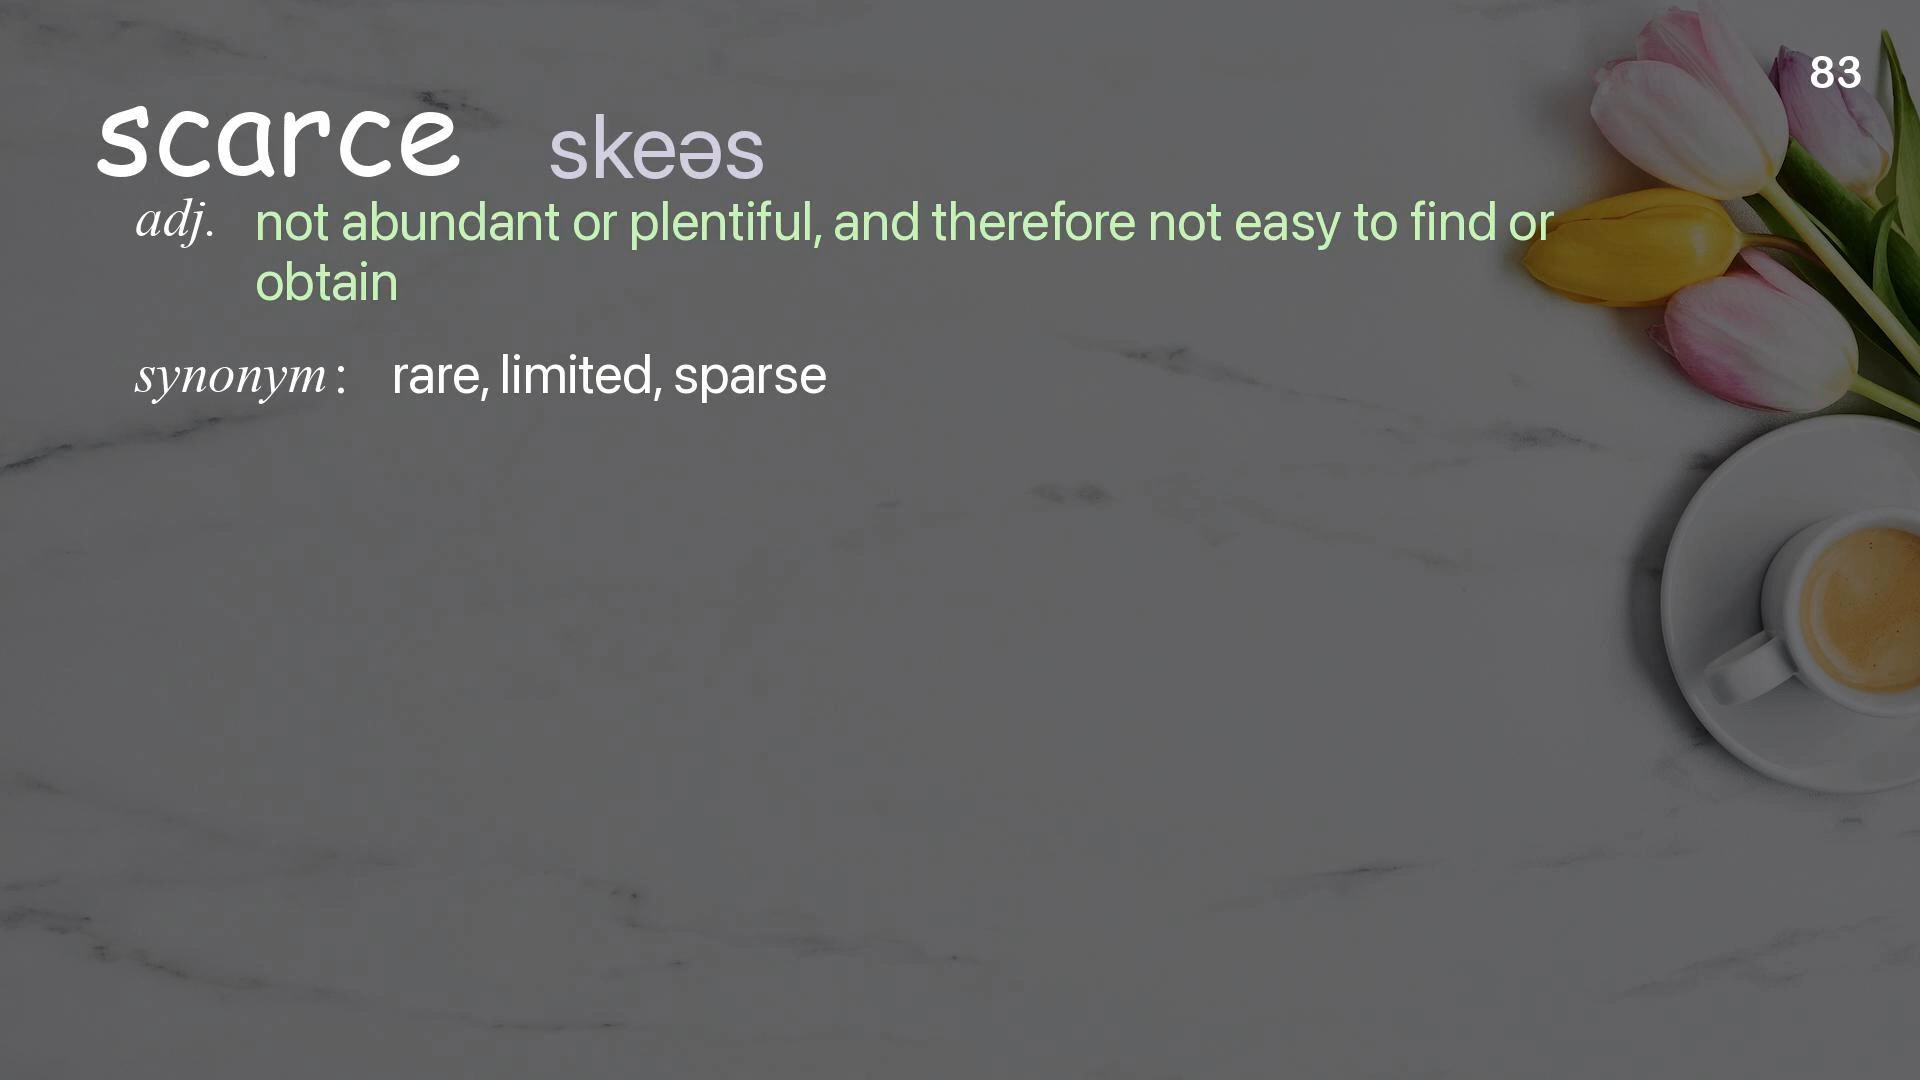 83
scarce skeəs
adj. not abundant or plentiful, and therefore not easy to find or
obtain
synonym : rare, limited, sparse